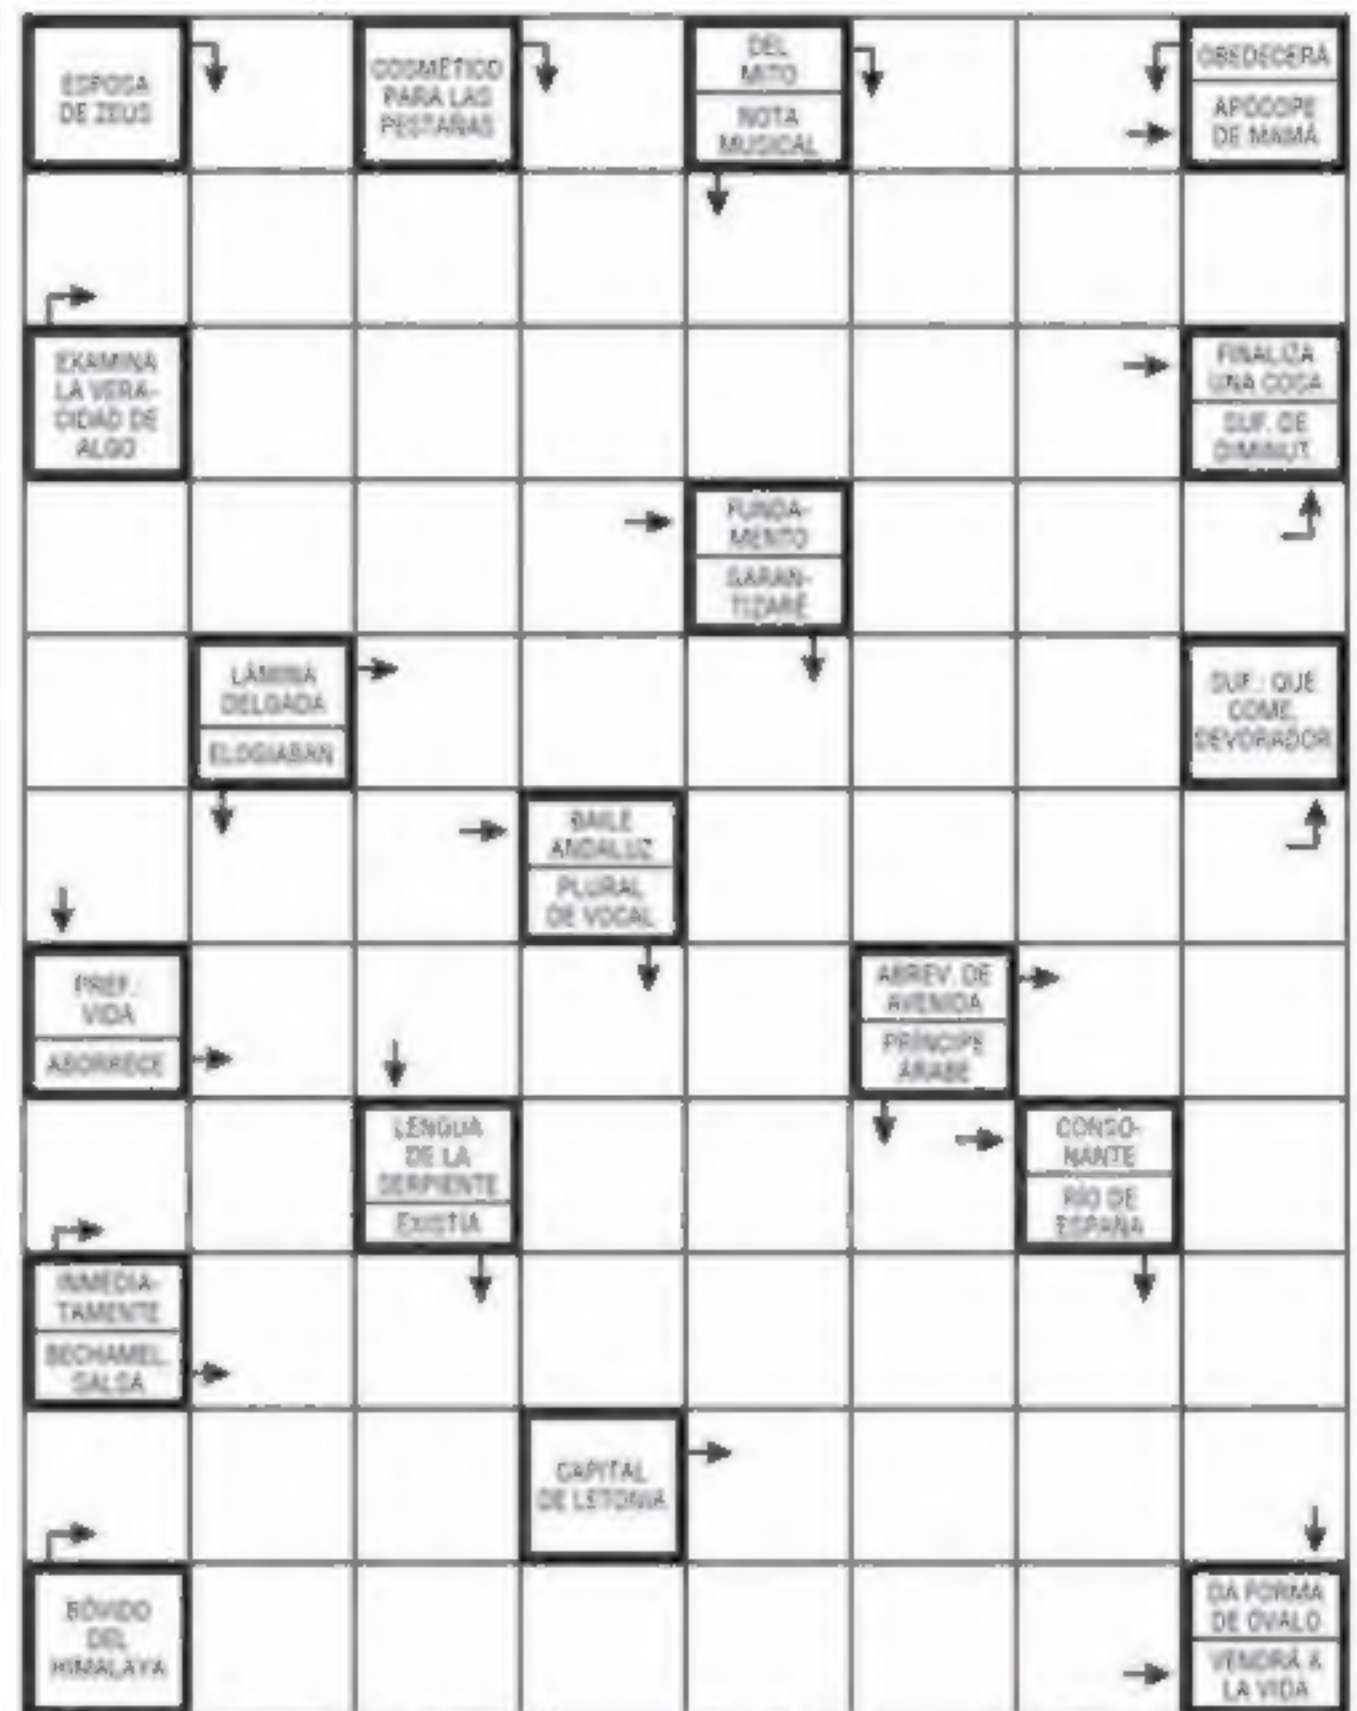 ESPOSA
DE ZEUS
COSMÉTICO
PARA LAS
PESTAÑAS
DEL
MITO
NOTA
MUSICAL
OBEDECERÁ
APÓCOPE
DE MAMÁ
EXAMINA
LA VERA-
CIDAD DE
ALGO
FINALIZA
UNA COSA
SUF. DE
DIMINUT.
FUNDA-
MENTO
GARAN-
TIZARÉ
LÁMINA
DELGADA
ELOGIABAN
SUF.: QUE
COME,
DEVORADOR
BAILE
ANDALUZ
PLURAL
DE VOCAL
PREF.:
VIDA
ABORRECE
ABREV. DE
AVENIDA
PRÍNCIPE
ÁRABE
LENGUA
DE LA
SERPIENTE
EXISTÍA
CONSO-
NANTE
RÍO DE
ESPAÑA
INMEDIA-
TAMENTE
BECHAMEL,
SALSA
CAPITAL
DE LETONIA
BÓVIDO
DEL
HIMALAYA
DA FORMA
DE ÓVALO
VENDRÁ A
LA VIDA